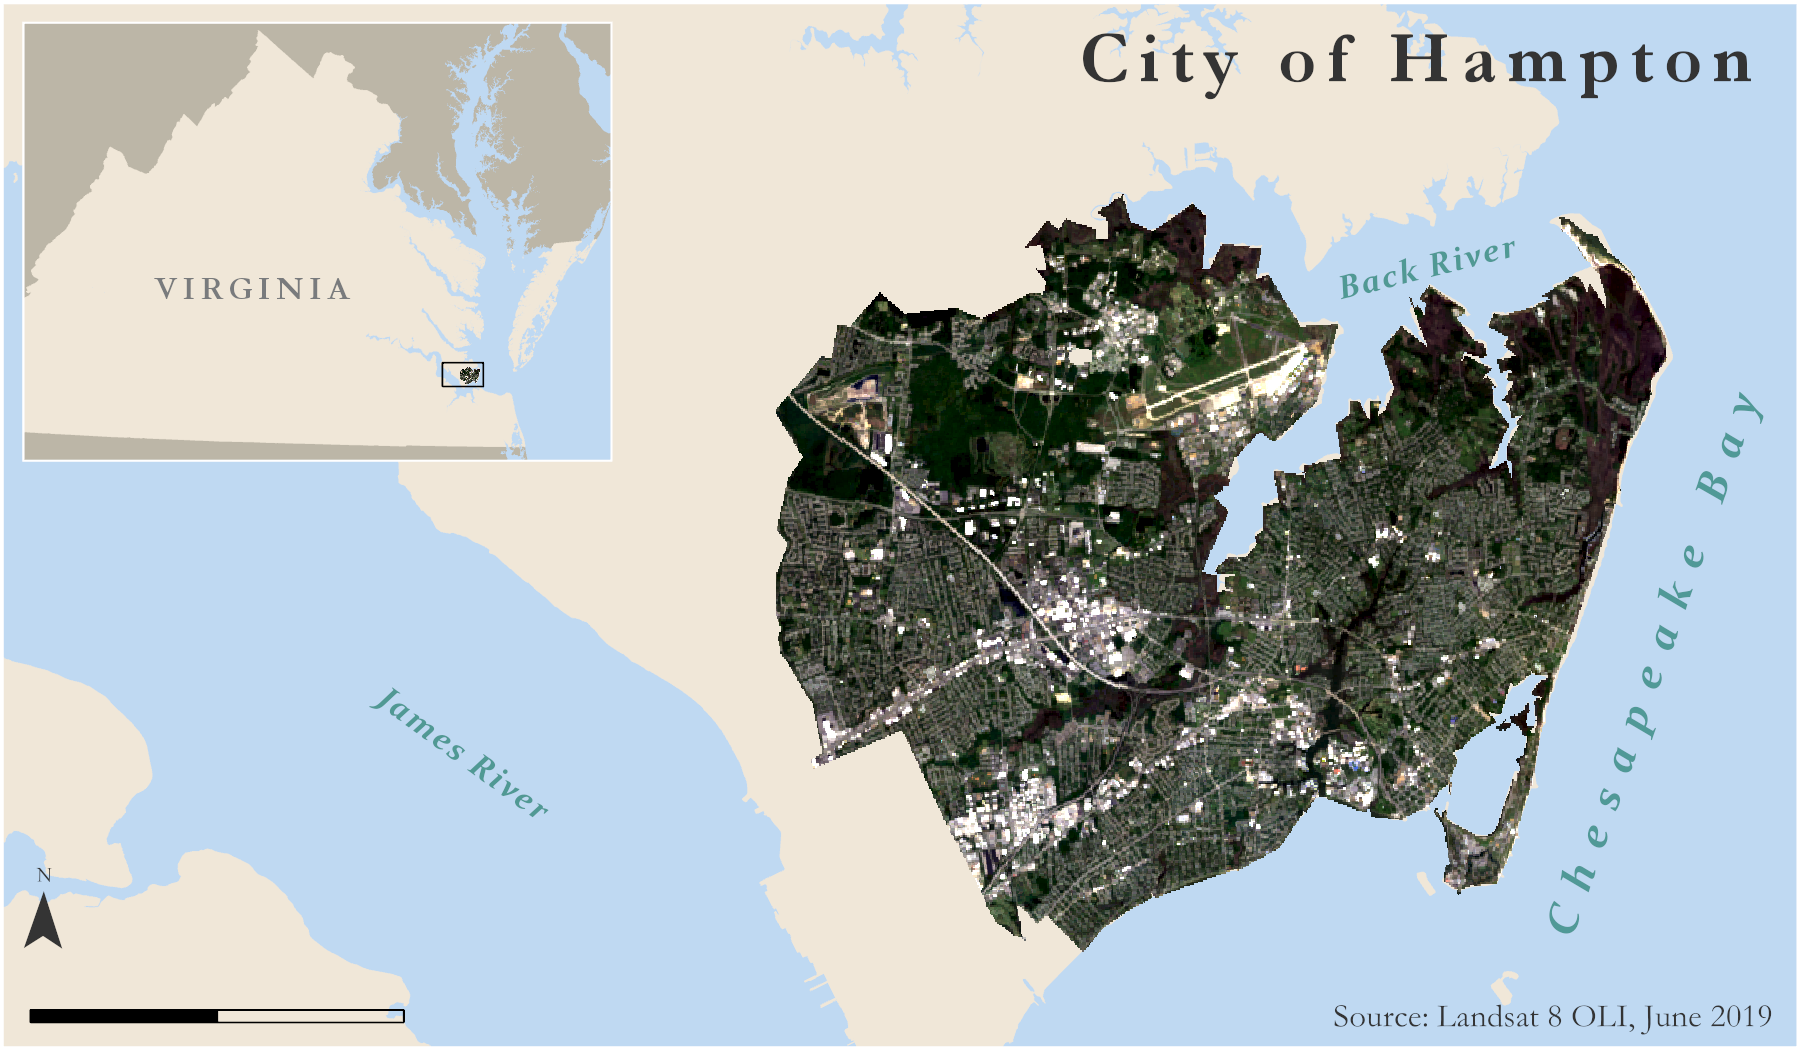 City of Hampton
VIRGINIA
Back River
Chesapeake Bay
James River
N
Source: Landsat 8 OLI, June 2019